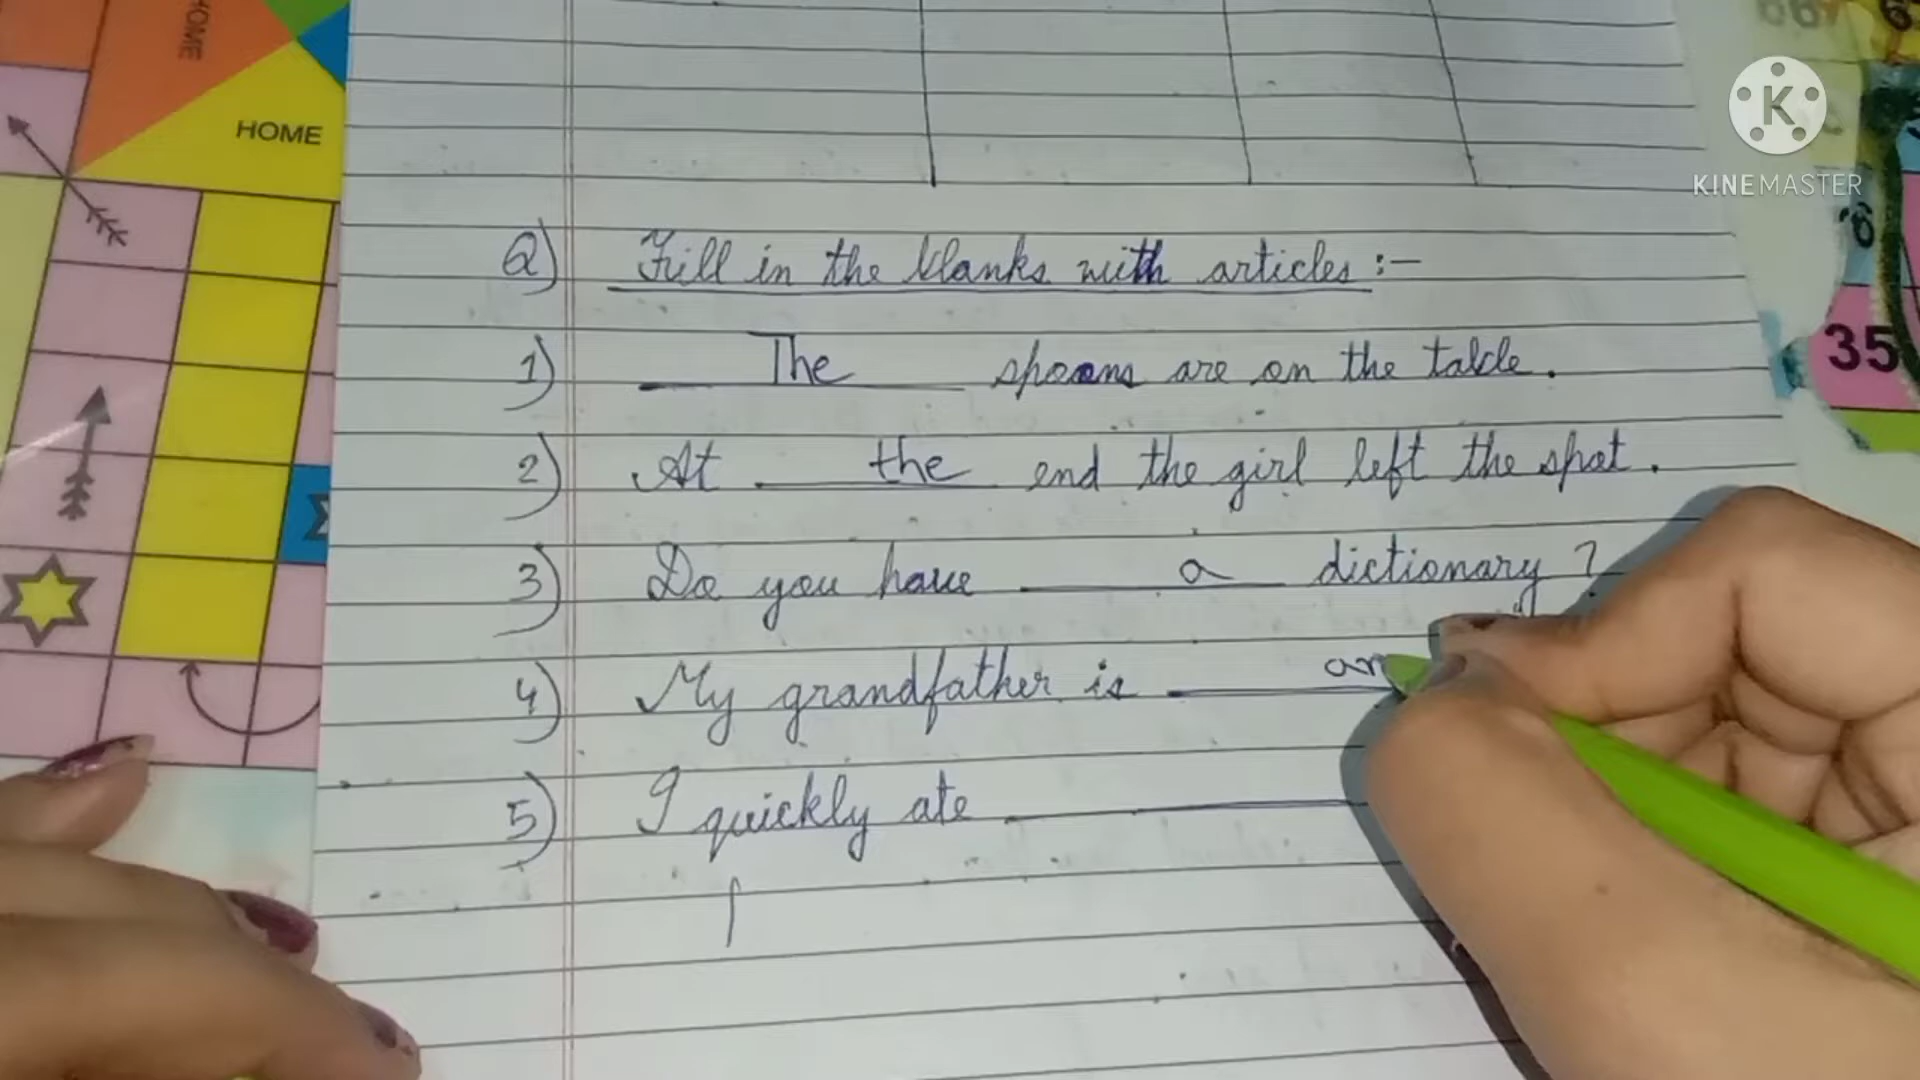 HOME
HOME
35
KINEMASTER
Q) Fill in the blanks with articles :-
1) The spoons are on the table.
2) At the end the girl left the spot.
3) Do you have a dictionary?
4) My grandfather is an
5) I quickly ate